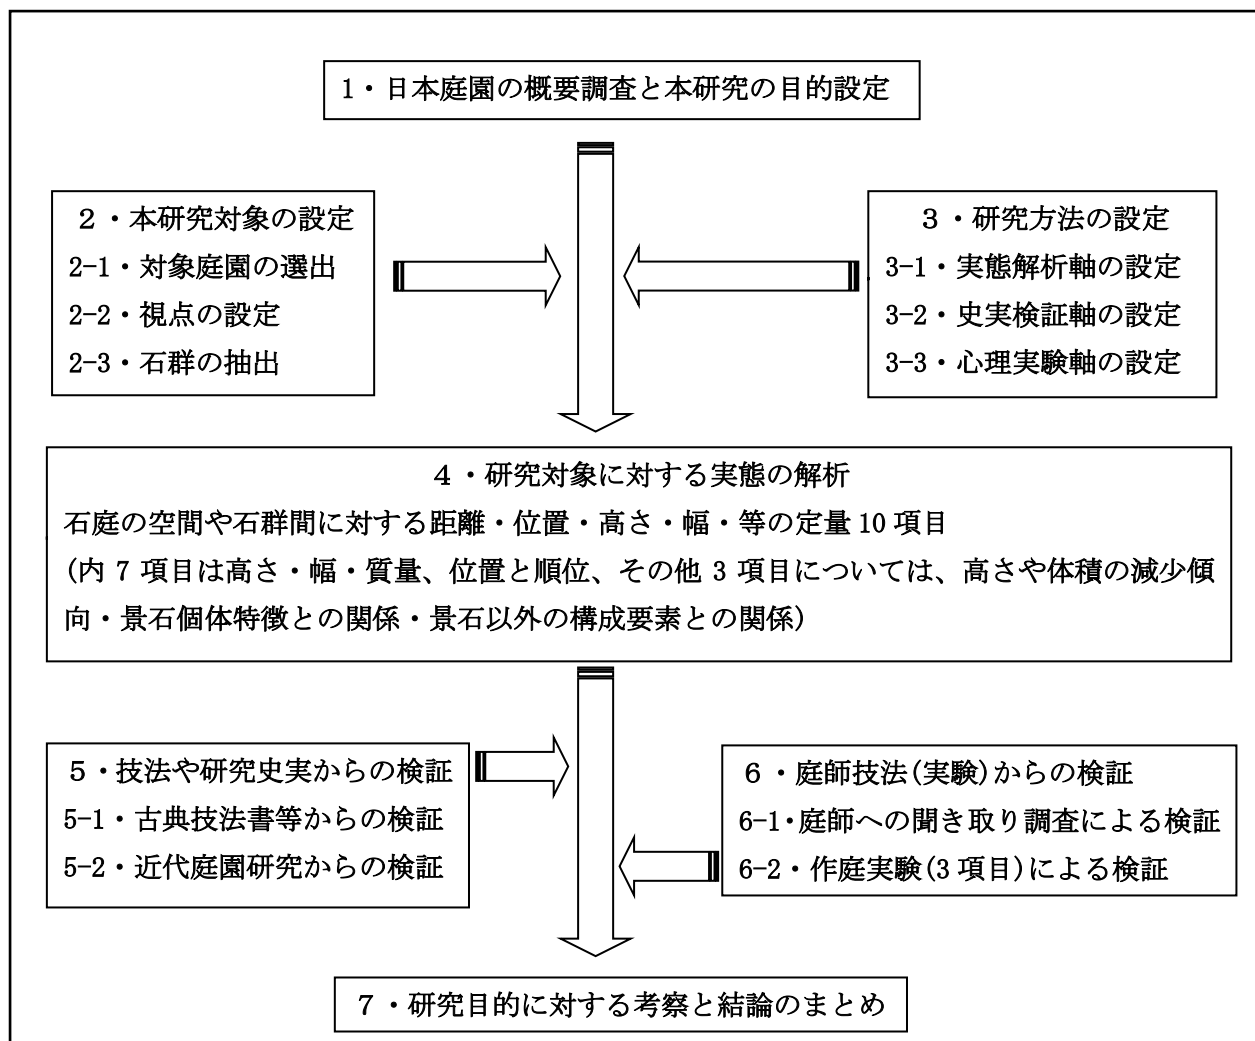 1・日本庭園の概要調査と本研究の目的設定
２・本研究対象の設定
2-1・対象庭園の選出
2-2・視点の設定
2-3・石群の抽出
３・研究方法の設定
3-1・実態解析軸の設定
3-2・史実検証軸の設定
3-3・心理実験軸の設定
４・研究対象に対する実態の解析
石庭の空間や石群間に対する距離・位置・高さ・幅・等の定量 10 項目
(内 7 項目は高さ・幅・質量、位置と順位、その他 3 項目については、高さや体積の減少傾
向・景石個体特徴との関係・景石以外の構成要素との関係)
５・技法や研究史実からの検証
5-1・古典技法書等からの検証
5-2・近代庭園研究からの検証
６・庭師技法(実験)からの検証
6-1・庭師への聞き取り調査による検証
6-2・作庭実験(3 項目)による検証
７・研究目的に対する考察と結論のまとめ